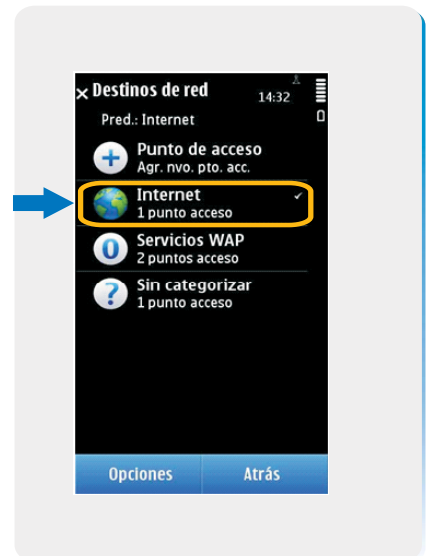 Destinos de red
14:32
Pred.: Internet
Punto de acceso
Agr. nvo. pto. acc.
Internet
1 punto acceso
Servicios WAP
2 puntos acceso
Sin categorizar
1 punto acceso
Opciones
Atrás